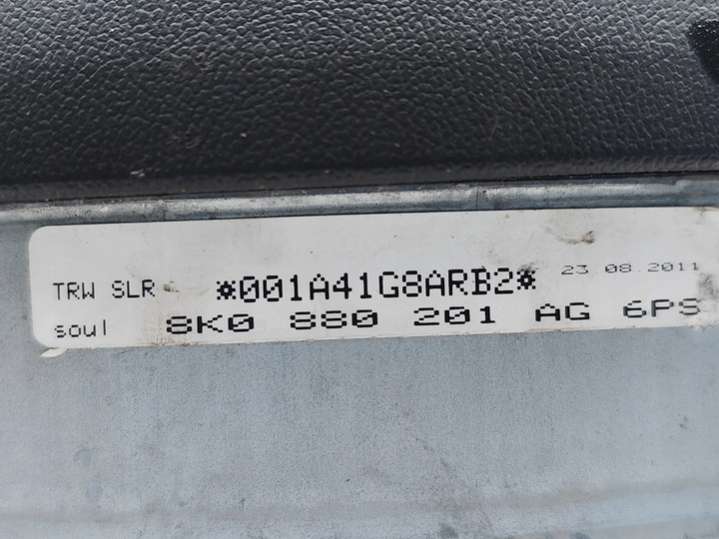 TRW SLR *001A41G8ARB2* 23 08.2011
soul 8K0 880 201 AG 6PS